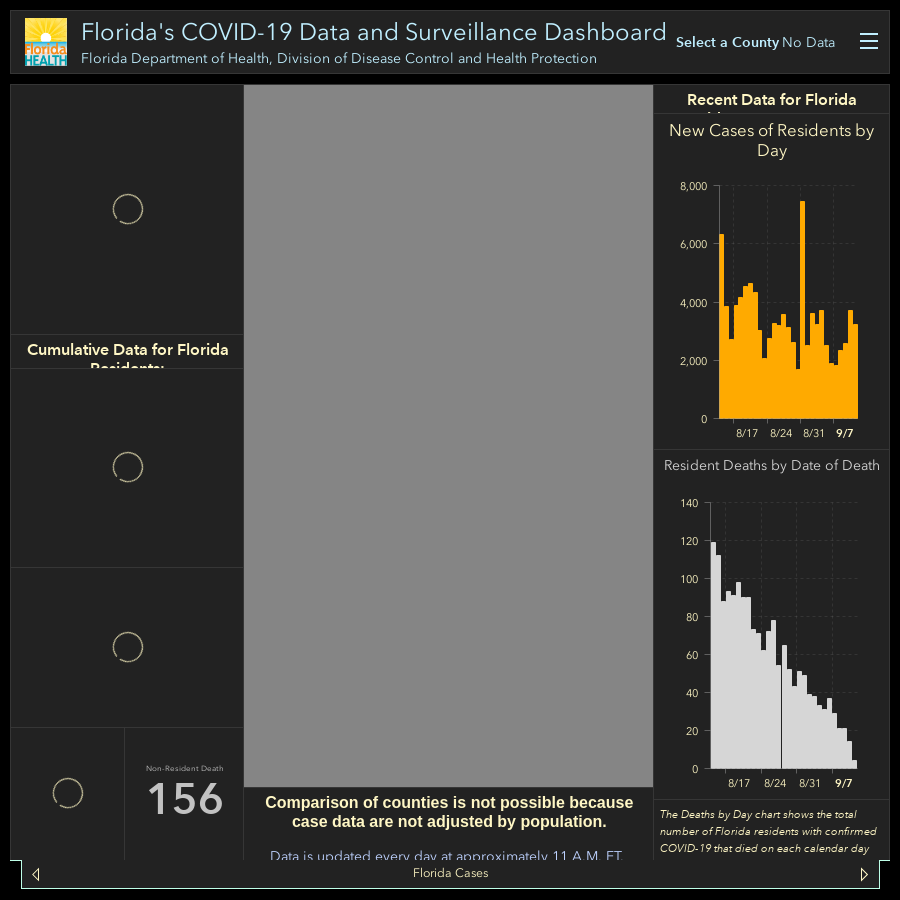 Florida's COVID-19 Data and Surveillance Dashboard
Florida Department of Health, Division of Disease Control and Health Protection
Select a County No Data
Florida
HEALTH
Cumulative Data for Florida
Residents:
Non-Resident Death
156
Comparison of counties is not possible because
case data are not adjusted by population.
Data is updated every day at approximately 11 A.M. ET.
Recent Data for Florida
New Cases of Residents by
Day
8,000
6,000
4,000
2,000
0
8/17 8/24 8/31 9/7
Resident Deaths by Date of Death
140
120
100
80
60
40
20
0
8/17 8/24 8/31 9/7
The Deaths by Day chart shows the total
number of Florida residents with confirmed
COVID-19 that died on each calendar day
Florida Cases